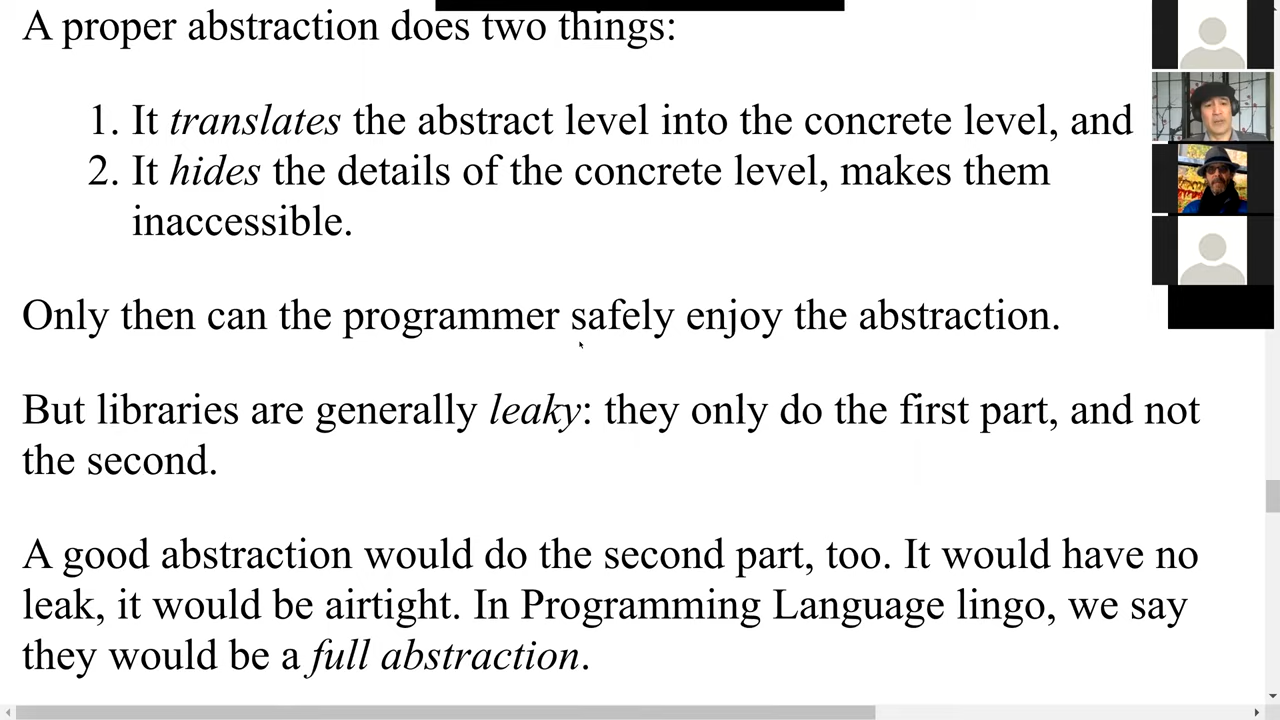 A proper abstraction does two things:
1. It translates the abstract level into the concrete level, and
2. It hides the details of the concrete level, makes them
inaccessible.
Only then can the programmer safely enjoy the abstraction.
But libraries are generally leaky: they only do the first part, and not
the second.
A good abstraction would do the second part, too. It would have no
leak, it would be airtight. In Programming Language lingo, we say
they would be a full abstraction.